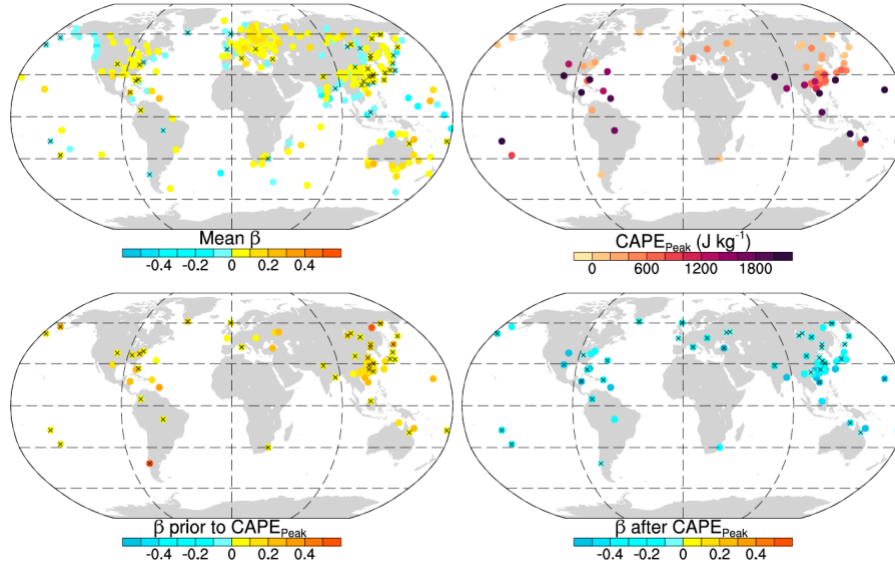 Mean β
-0.4 -0.2 0 0.2 0.4
CAPE_Peak (J kg⁻¹)
0 600 1200 1800
β prior to CAPE_Peak
-0.4 -0.2 0 0.2 0.4
β after CAPE_Peak
-0.4 -0.2 0 0.2 0.4